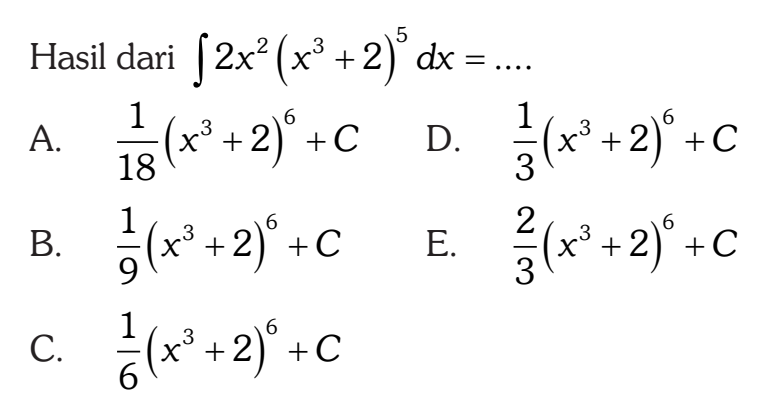 Hasil dari ∫ 2x² (x³ + 2)⁵ dx = ....
A. 1/18 (x³ + 2)⁶ + C D. 1/3 (x³ + 2)⁶ + C
B. 1/9 (x³ + 2)⁶ + C E. 2/3 (x³ + 2)⁶ + C
C. 1/6 (x³ + 2)⁶ + C